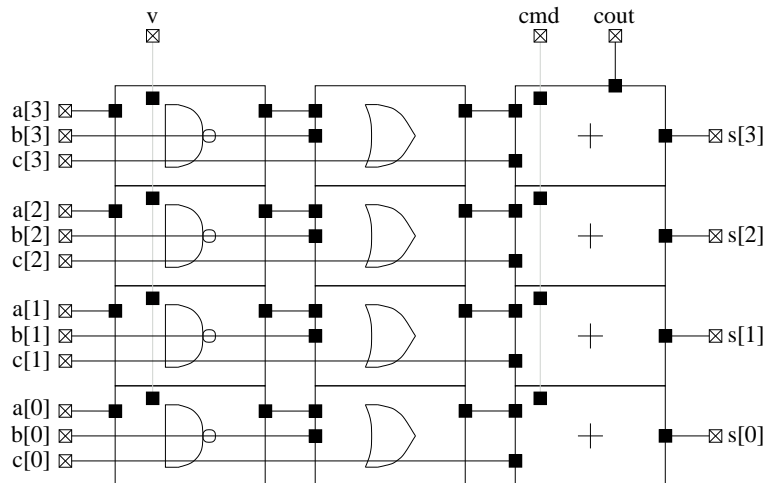 v cmd cout
a[3]
b[3] s[3]
c[3]
a[2]
b[2] s[2]
c[2]
a[1]
b[1] s[1]
c[1]
a[0]
b[0] s[0]
c[0]